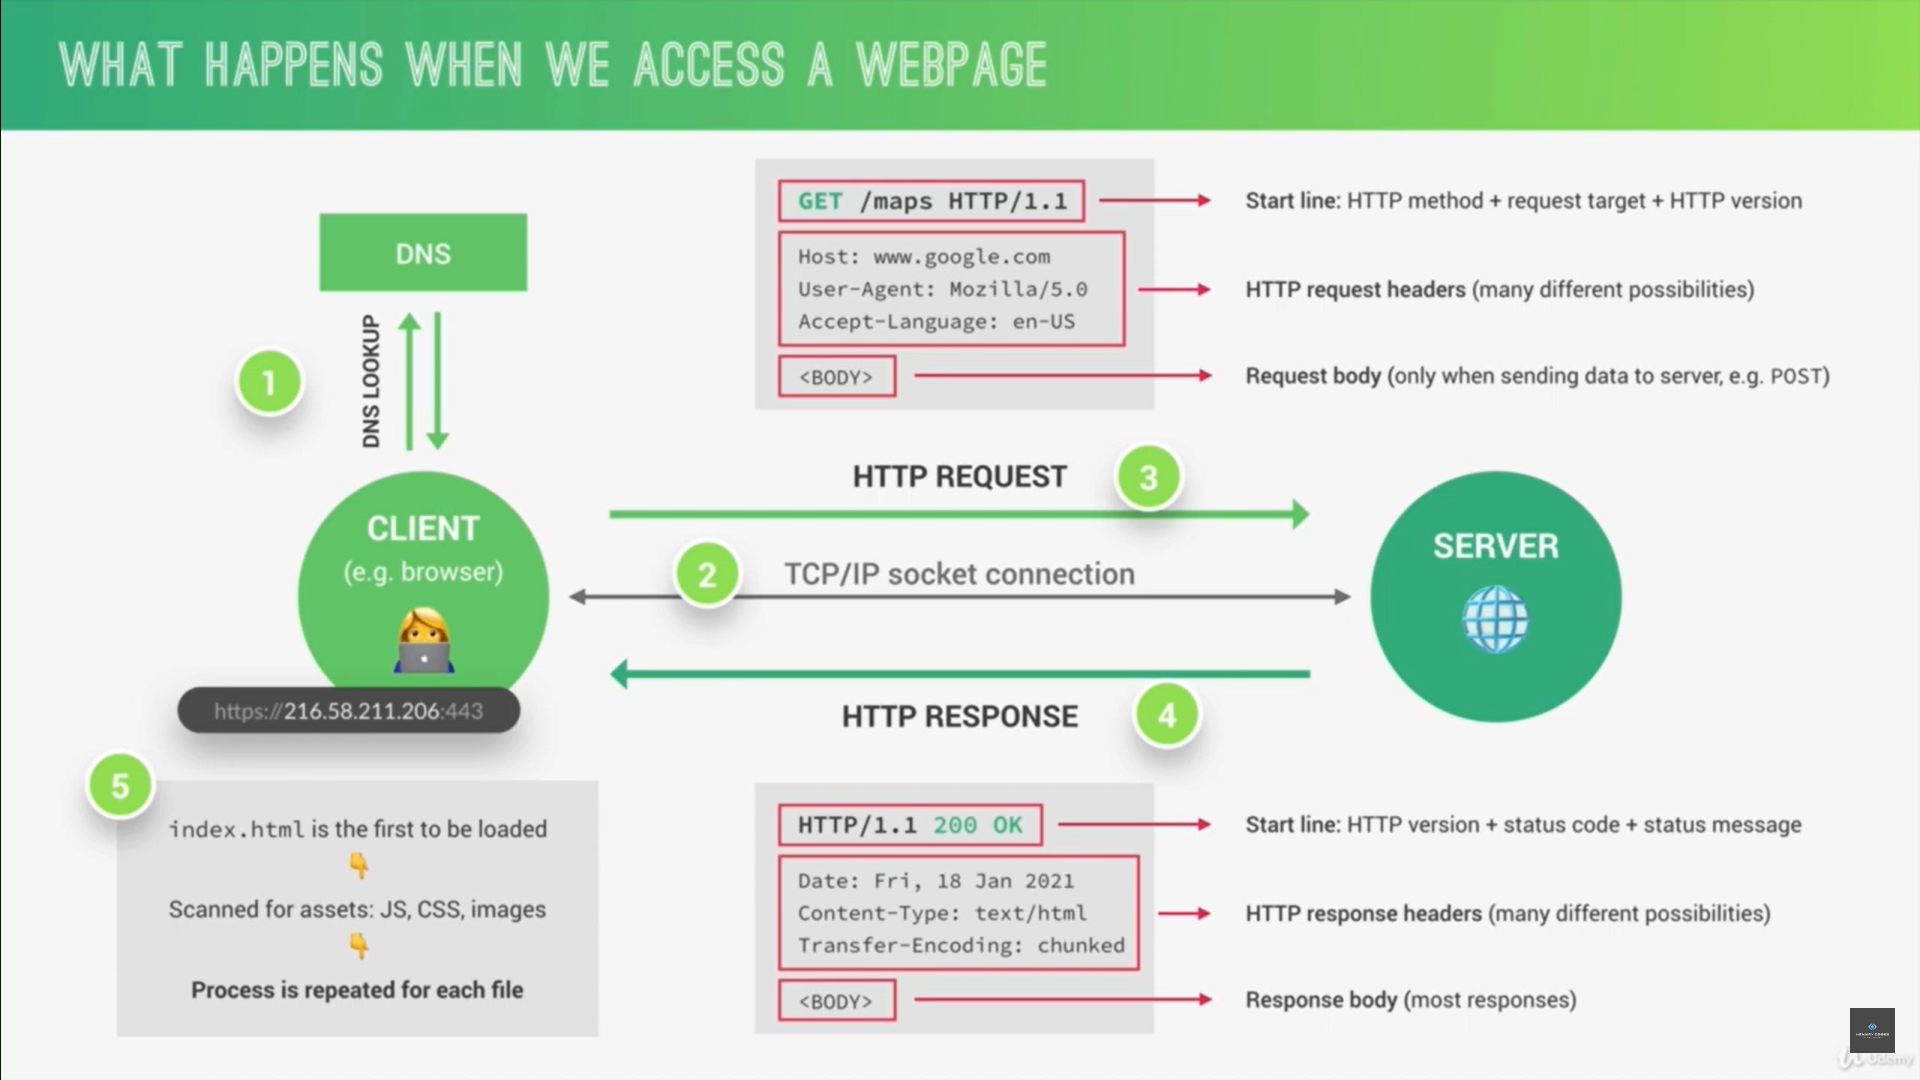 WHAT HAPPENS WHEN WE ACCESS A WEBPAGE
DNS
DNS LOOKUP
1
CLIENT
(e.g. browser)
https://216.58.211.206:443
GET /maps HTTP/1.1
Start line: HTTP method + request target + HTTP version
Host: www.google.com
User-Agent: Mozilla/5.0
Accept-Language: en-US
HTTP request headers (many different possibilities)
<BODY>
Request body (only when sending data to server, e.g. POST)
HTTP REQUEST
3
2
TCP/IP socket connection
SERVER
HTTP RESPONSE
4
5
index.html is the first to be loaded
Scanned for assets: JS, CSS, images
Process is repeated for each file
HTTP/1.1 200 OK
Start line: HTTP version + status code + status message
Date: Fri, 18 Jan 2021
Content-Type: text/html
Transfer-Encoding: chunked
HTTP response headers (many different possibilities)
<BODY>
Response body (most responses)
Udemy